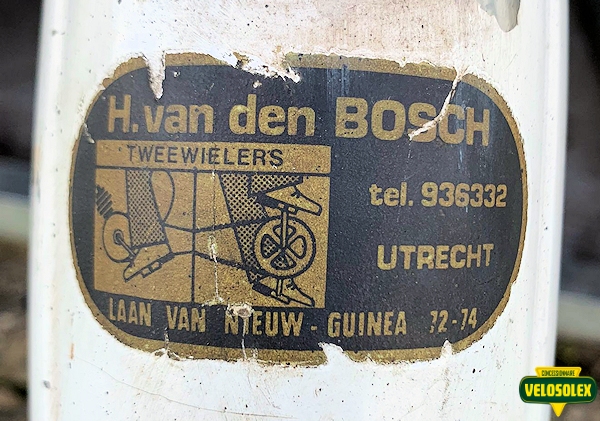 H. van den BOSCH
TWEEWIELERS
tel. 936332
UTRECHT
LAAN VAN NIEUW - GUINEA 72-74
CONCESSIONNAIRE
VELOSOLEX